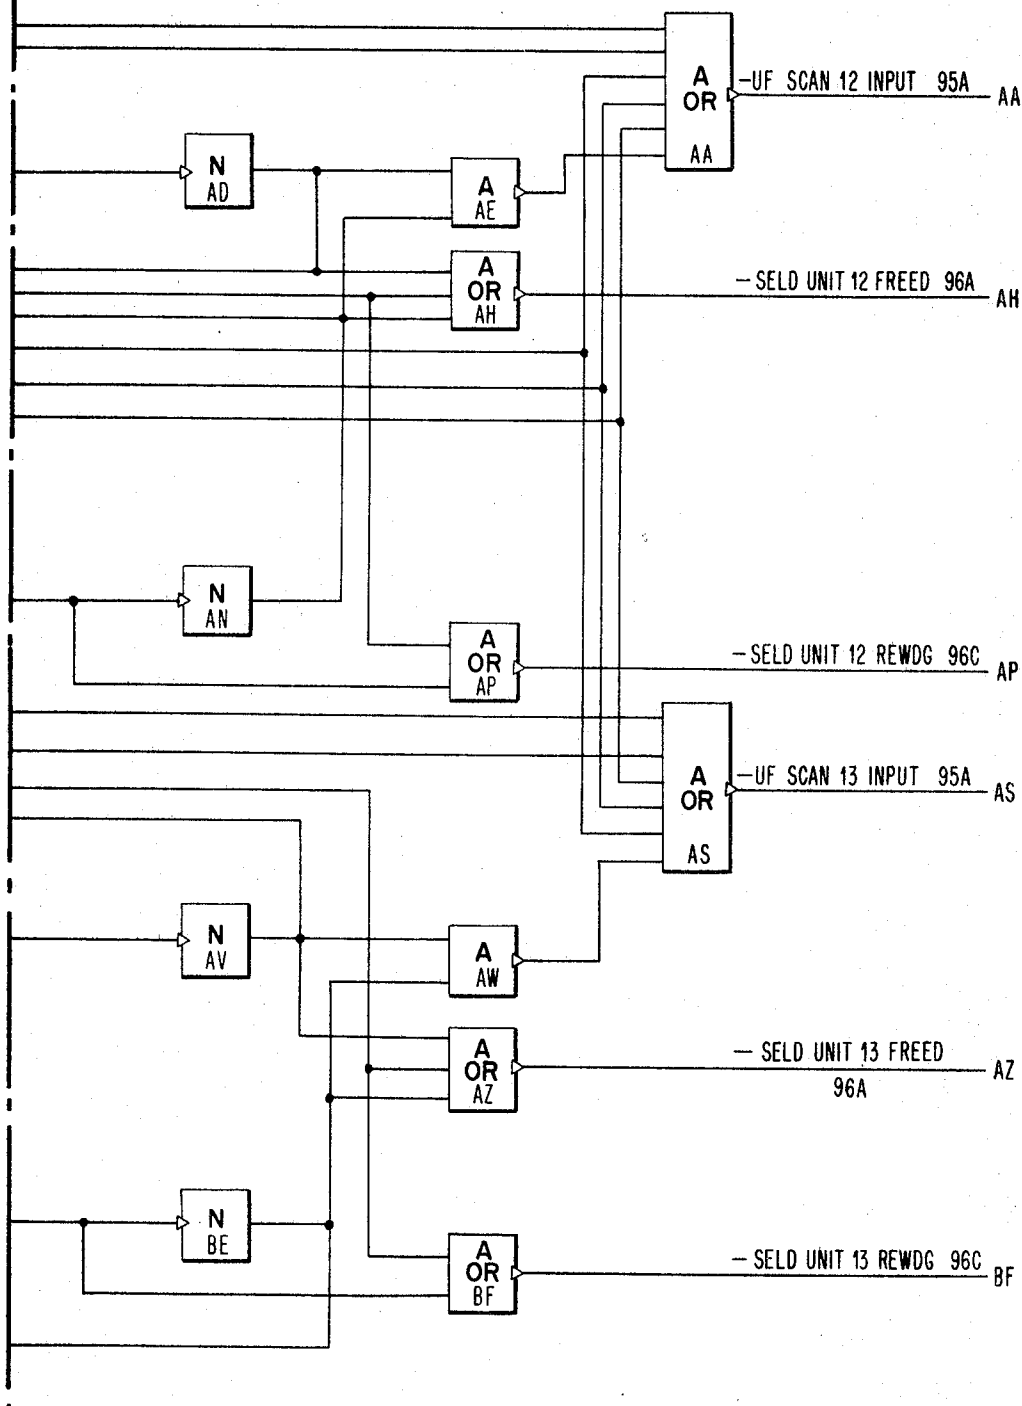 A
OR
AA
—UF SCAN 12 INPUT 95A
AA
N
AD
A
AE
A
OR
AH
— SELD UNIT 12 FREED 96A
AH
N
AN
A
OR
AP
— SELD UNIT 12 REWDG 96C
AP
A
OR
AS
—UF SCAN 13 INPUT 95A
AS
N
AV
A
AW
A
OR
AZ
— SELD UNIT 13 FREED
96A
AZ
N
BE
A
OR
BF
— SELD UNIT 13 REWDG 96C
BF